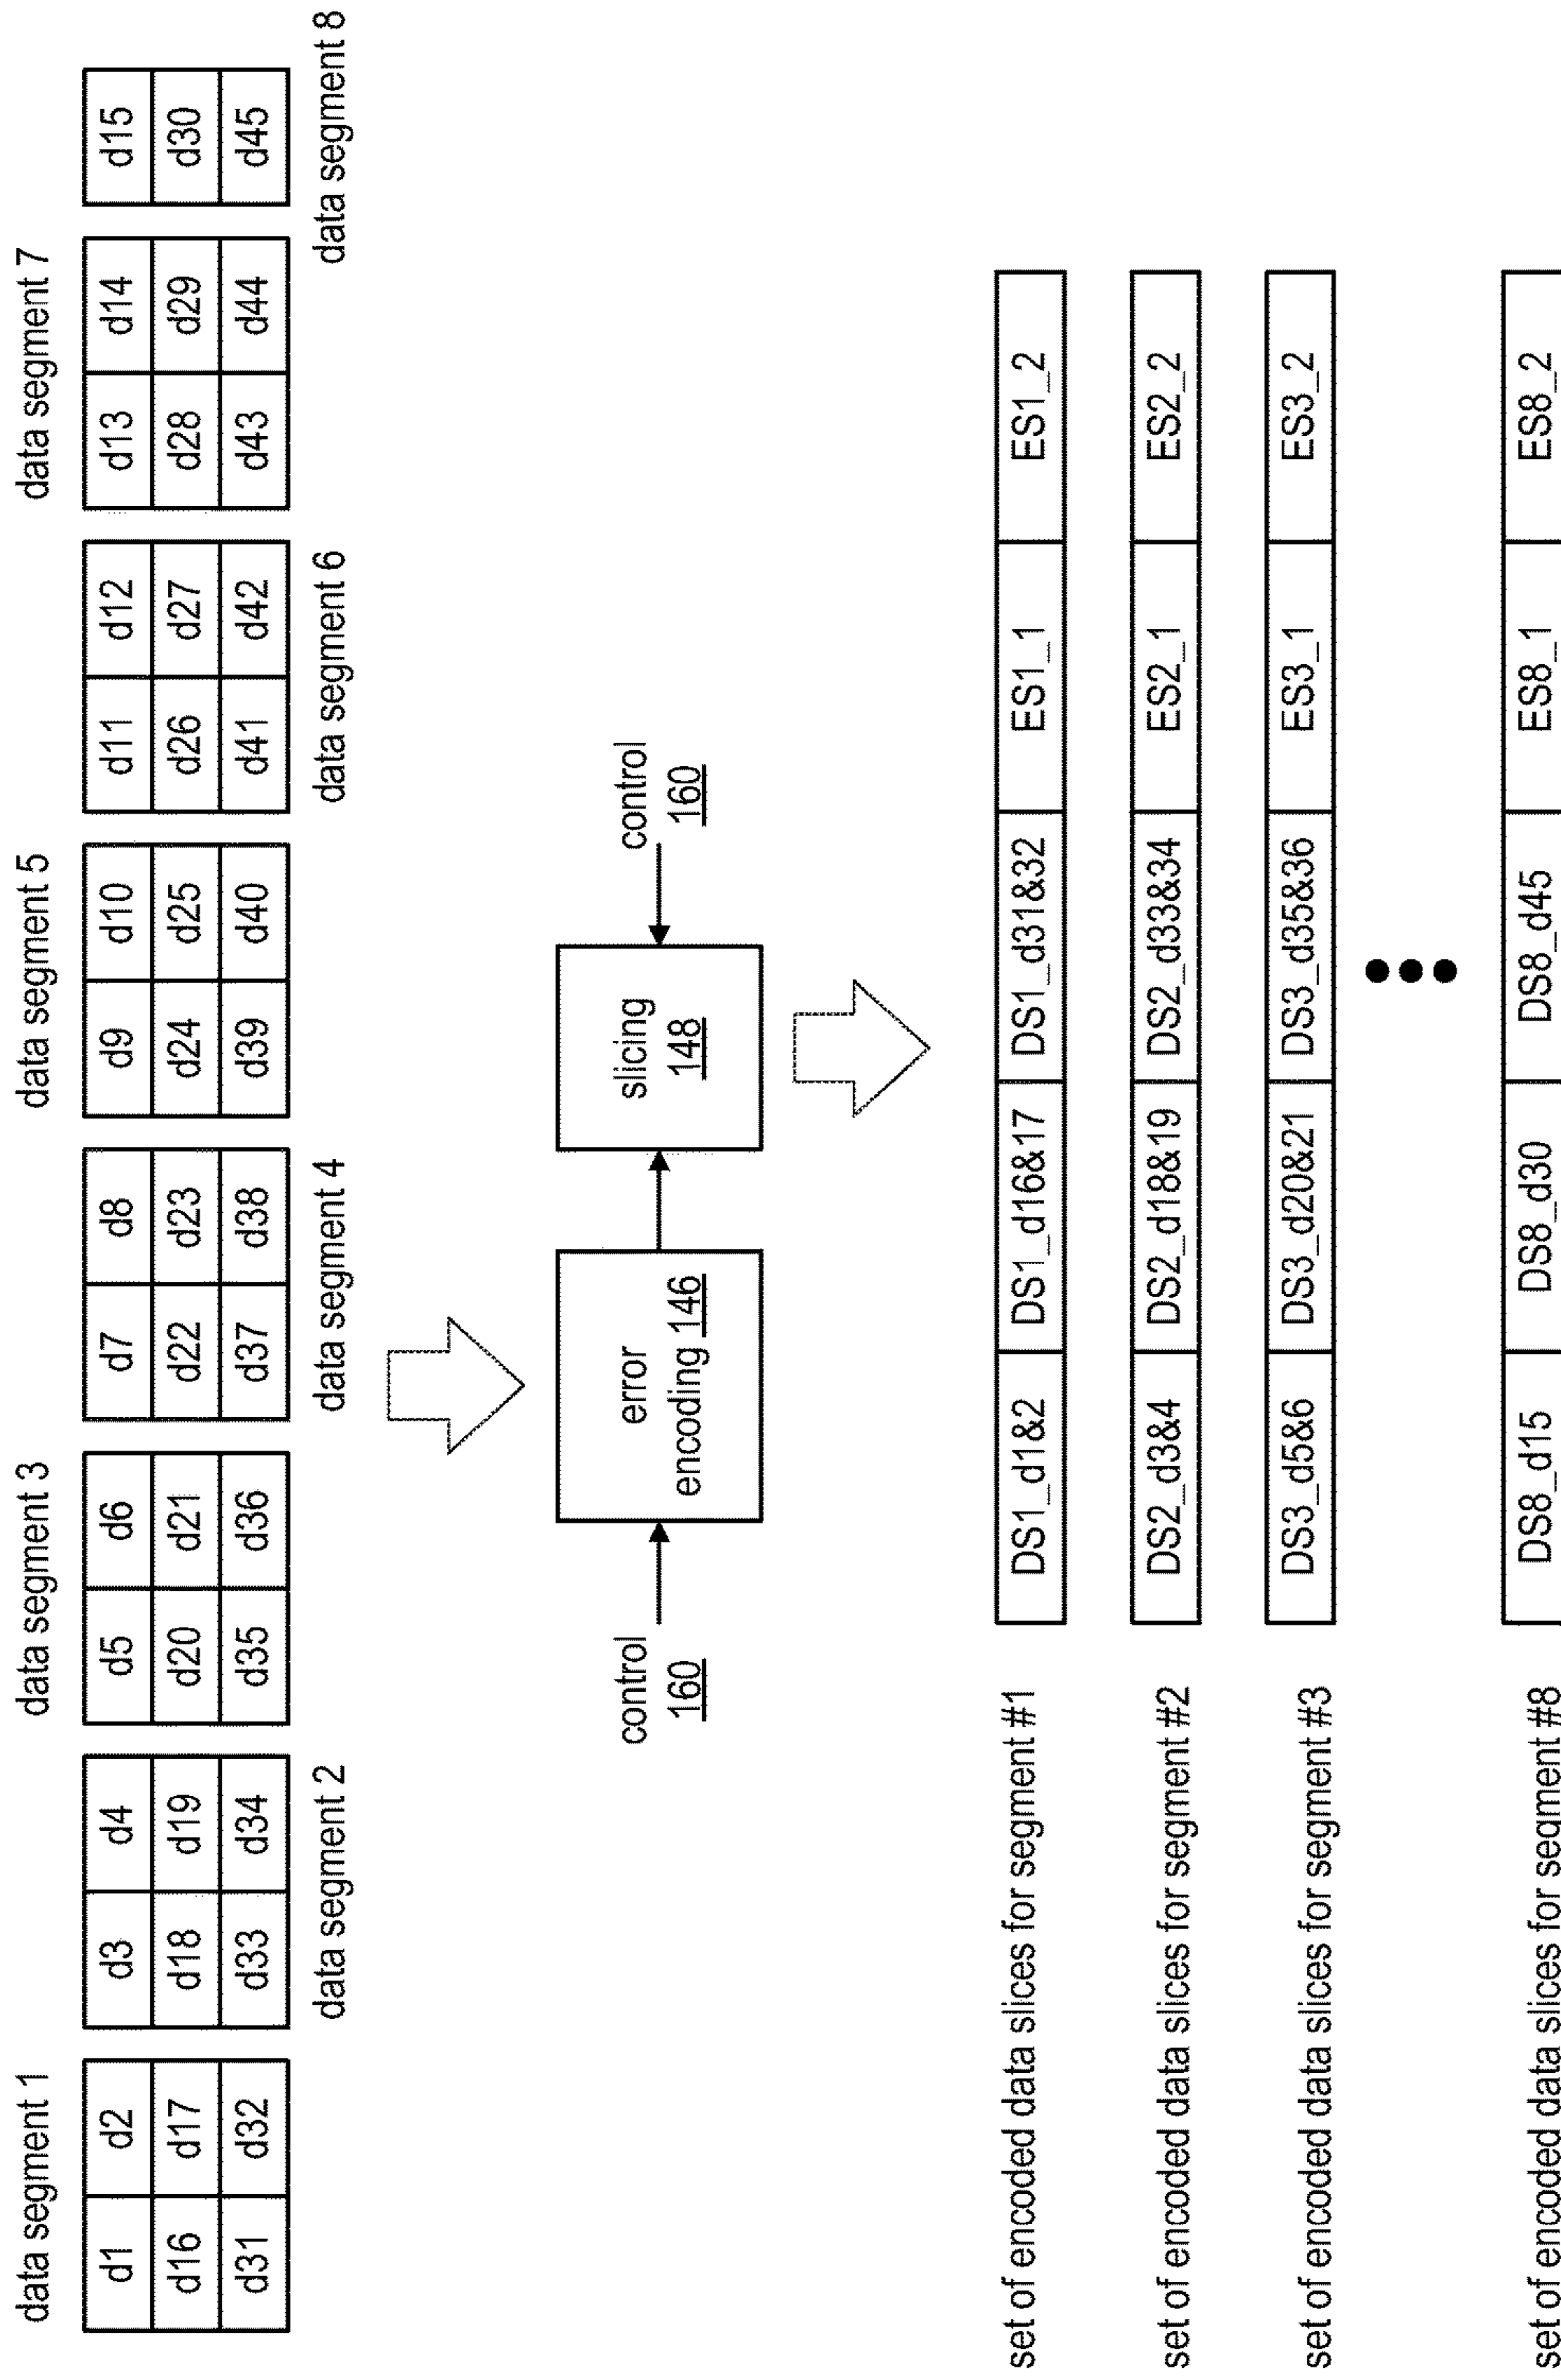 data segment 1
data segment 3
data segment 5
data segment 7
d1 d2 d3 d4 d5 d6 d7 d8 d9 d10 d11 d12 d13 d14 d15
d16 d17 d18 d19 d20 d21 d22 d23 d24 d25 d26 d27 d28 d29 d30
d31 d32 d33 d34 d35 d36 d37 d38 d39 d40 d41 d42 d43 d44 d45
data segment 2
data segment 4
data segment 6
data segment 8
control
160
error
encoding 146
slicing
148
control
160
set of encoded data slices for segment #1 DS1_d1&2 DS1_d16&17 DS1_d31&32 ES1_1 ES1_2
set of encoded data slices for segment #2 DS2_d3&4 DS2_d18&19 DS2_d33&34 ES2_1 ES2_2
set of encoded data slices for segment #3 DS3_d5&6 DS3_d20&21 DS3_d35&36 ES3_1 ES3_2
set of encoded data slices for segment #8 DS8_d15 DS8_d30 DS8_d45 ES8_1 ES8_2